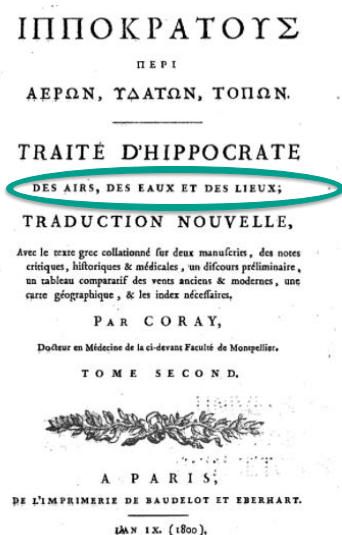 ΙΠΠΟΚΡΑΤΟΥΣ
ΠΕΡΙ
ΑΕΡΩΝ, ΥΔΑΤΩΝ, ΤΟΠΩΝ.
TRAITÉ D'HIPPOCRATE
DES AIRS, DES EAUX ET DES LIEUX;
TRADUCTION NOUVELLE,
Avec le texte grec collationné ſur deux manuſcrits, des notes
critiques, hiſtoriques & médicales, un diſcours préliminaire,
un tableau comparatif des vents anciens & modernes, une
carte géographique, & les index néceſſaires.
PAR CORAY,
Docteur en Médecine de la ci-devant Faculté de Montpellier.
TOME SECOND.
A PARIS,
DE L'IMPRIMERIE DE BAUDELOT ET EBERHART.
AN IX. (1800),